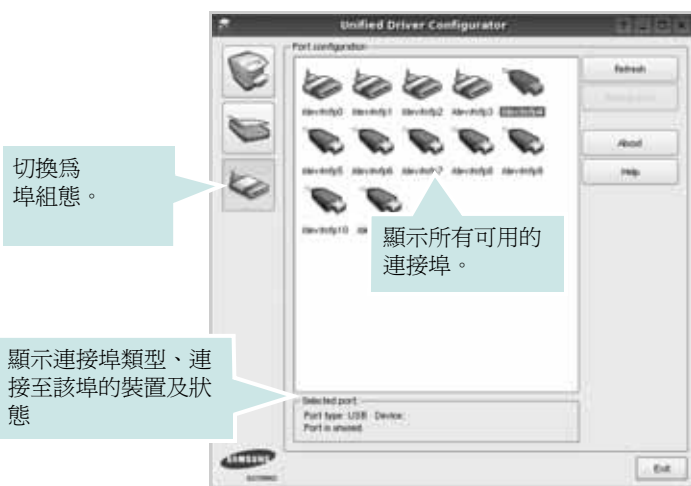 Unified Driver Configurator
Port configuration
Refresh
About
Help
/dev/mfp0 /dev/mfp1 /dev/mfp2 /dev/mfp3 /dev/mfp4
/dev/mfp5 /dev/mfp6 /dev/mfp7 /dev/mfp8 /dev/mfp9
/dev/mfp10
切換為
埠組態。
顯示所有可用的
連接埠。
顯示連接埠類型、連
接至該埠的裝置及狀
態
Selected port:
Port type: USB Device:
Port is unused.
SAMSUNG
Exit